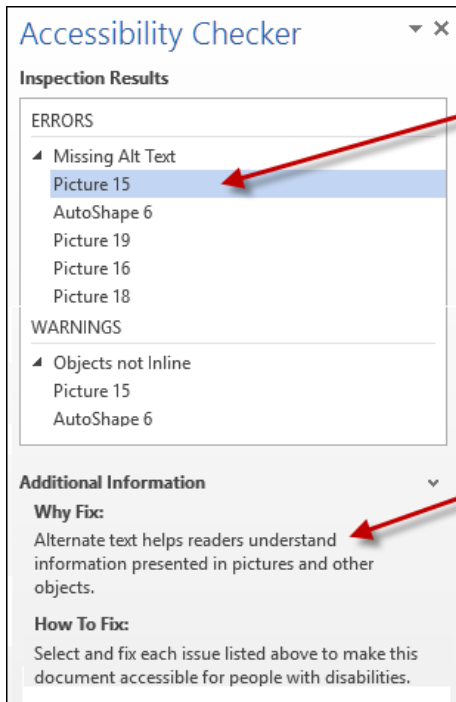 Accessibility Checker
Inspection Results
ERRORS
Missing Alt Text
Picture 15
AutoShape 6
Picture 19
Picture 16
Picture 18
WARNINGS
Objects not Inline
Picture 15
AutoShape 6
Additional Information
Why Fix:
Alternate text helps readers understand
information presented in pictures and other
objects.
How To Fix:
Select and fix each issue listed above to make this
document accessible for people with disabilities.